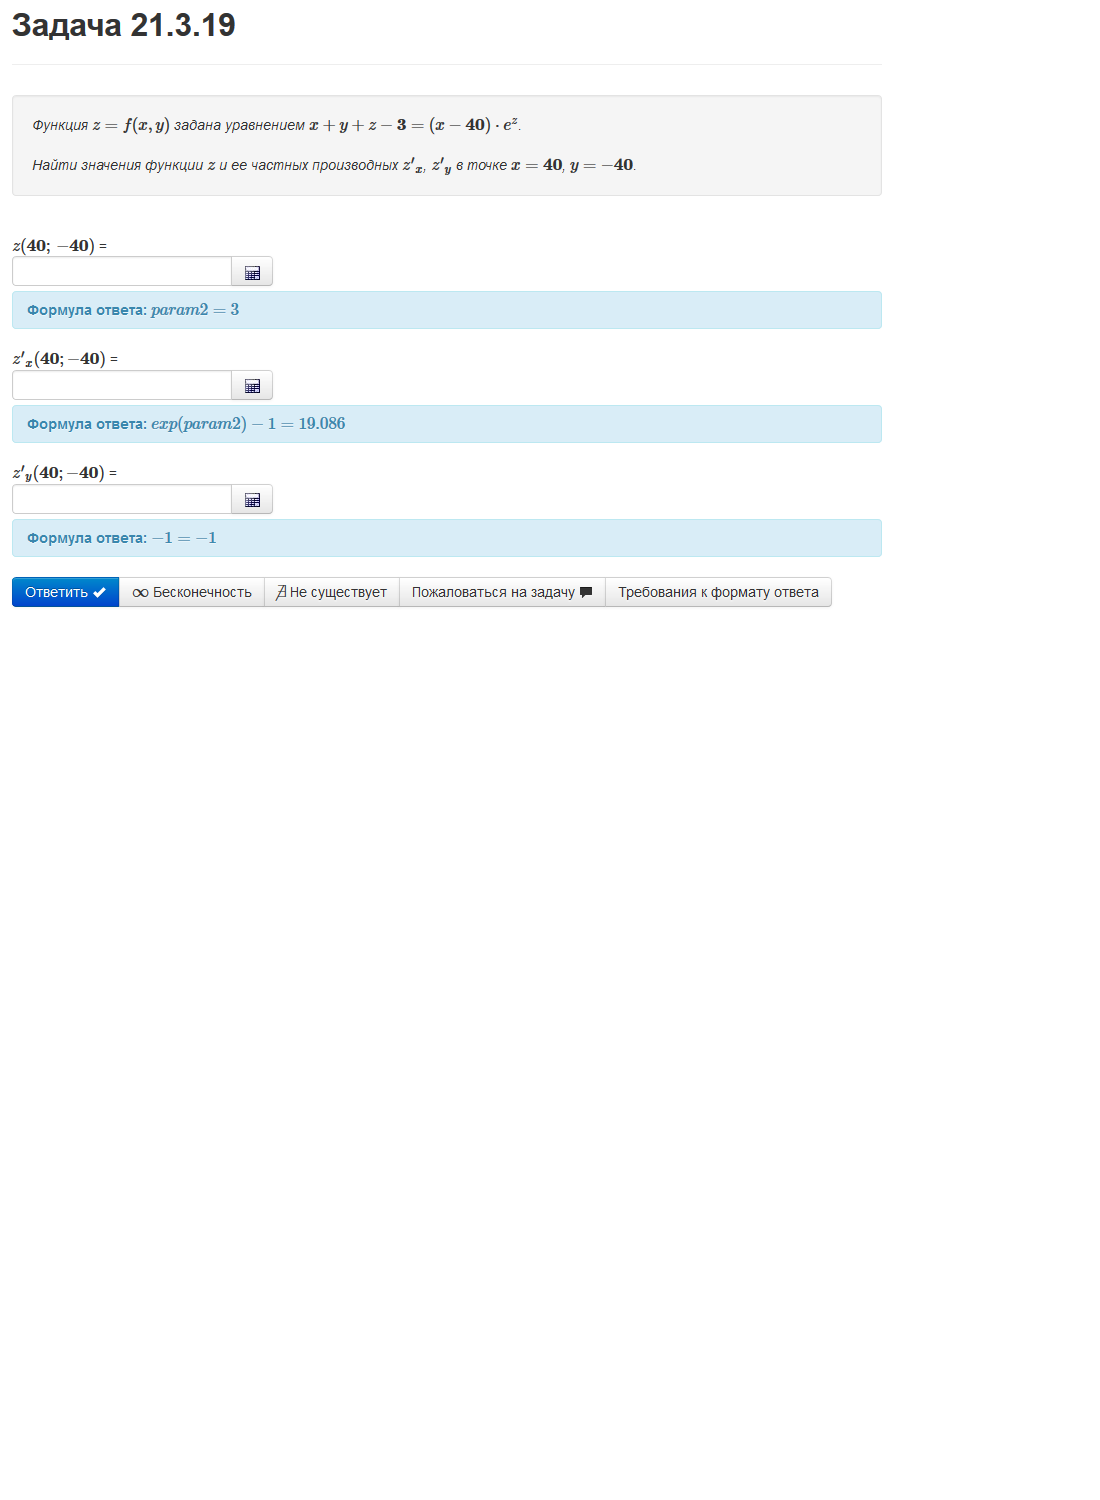 Задача 21.3.19
Функция z = f(x, y) задана уравнением x + y + z − 3 = (x − 40) · e^z.
Найти значения функции z и ее частных производных z′_x, z′_y в точке x = 40, y = −40.
z(40; −40) =
Формула ответа: param2 = 3
z′_x(40; −40) =
Формула ответа: exp(param2) − 1 = 19.086
z′_y(40; −40) =
Формула ответа: −1 = −1
Ответить ∞ Бесконечность ∄ Не существует Пожаловаться на задачу Требования к формату ответа